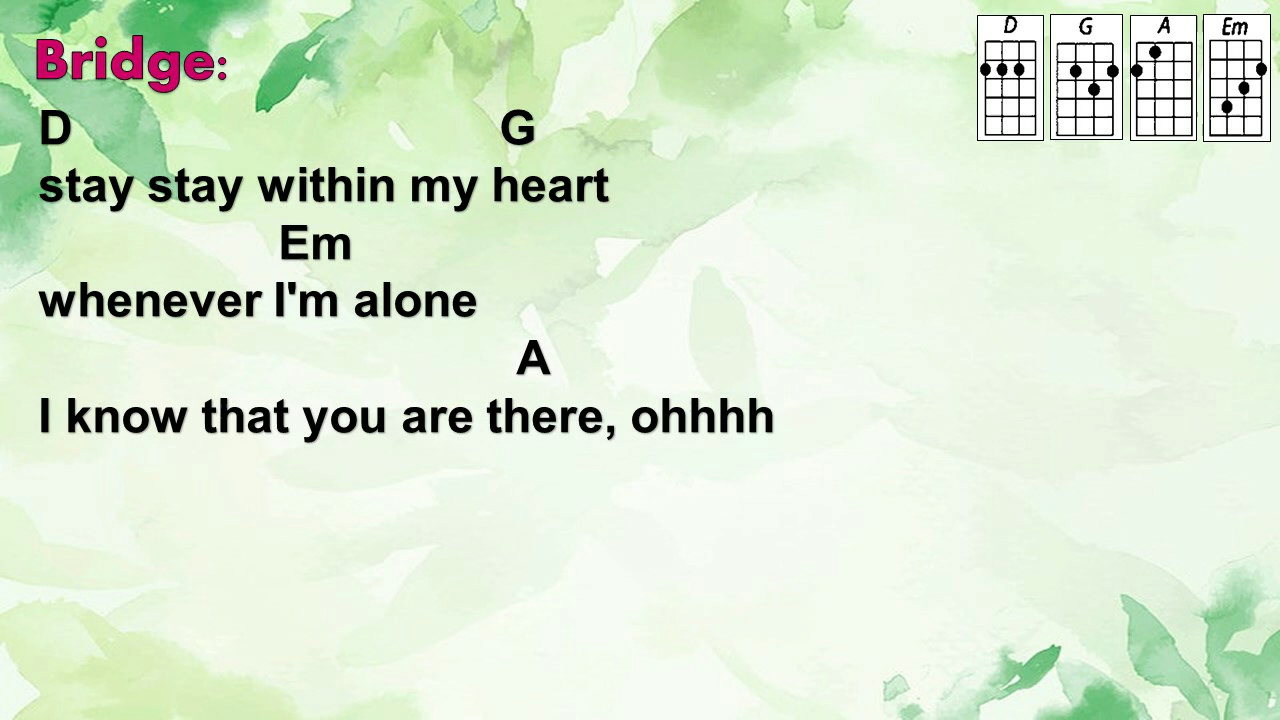 Bridge:
D G A Em
D G
stay stay within my heart
Em
whenever I'm alone
A
I know that you are there, ohhhh